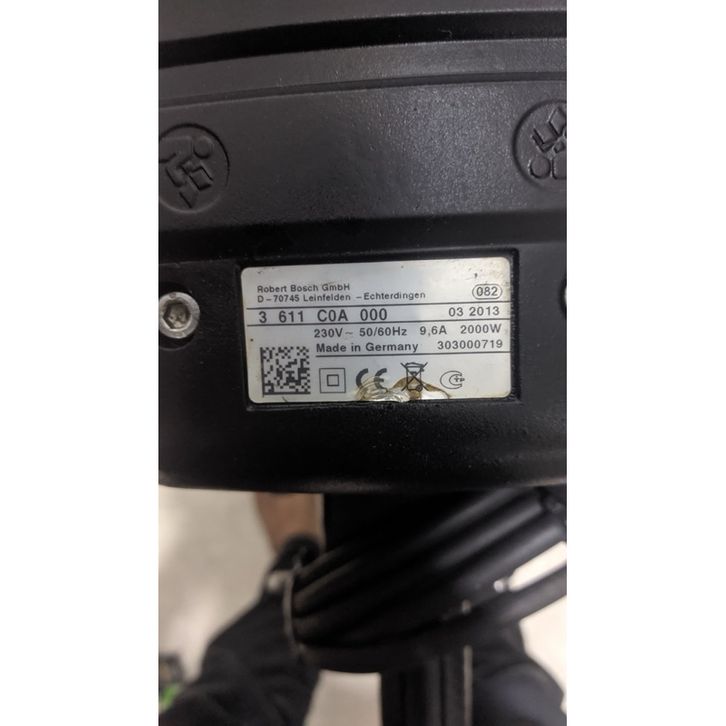 Robert Bosch GmbH
D-70745 Leinfelden -Echterdingen 082
3 611 C0A 000 03 2013
230V~ 50/60Hz 9,6A 2000W
Made in Germany 303000719
CE